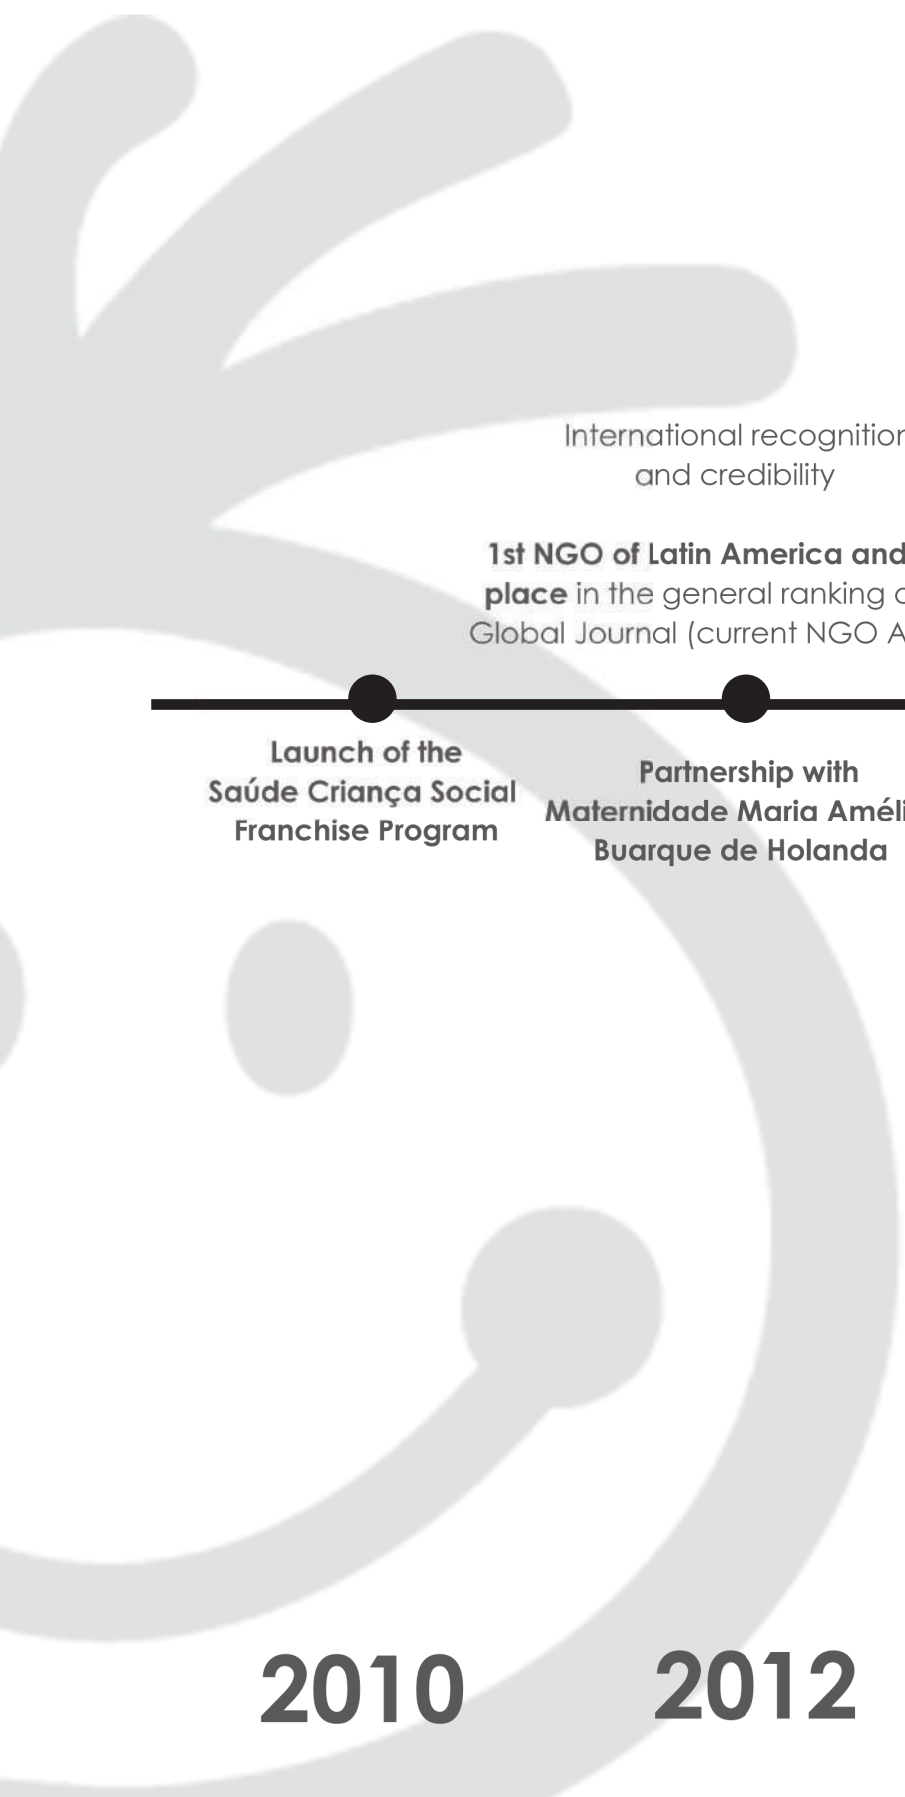 International recognition
and credibility
1st NGO of Latin America and
place in the general ranking
Global Journal (current NGO
Launch of the
Saúde Criança Social
Franchise Program
Partnership with
Maternidade Maria
Buarque de Holanda
2010
2012